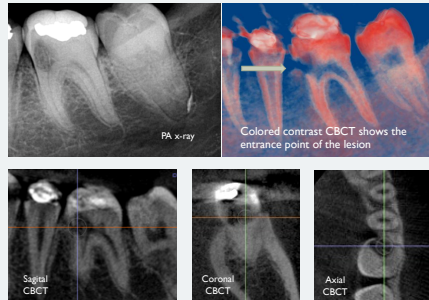 PA x-ray
Colored contrast CBCT shows the
entrance point of the lesion
Sagital
CBCT
Coronal
CBCT
Axial
CBCT